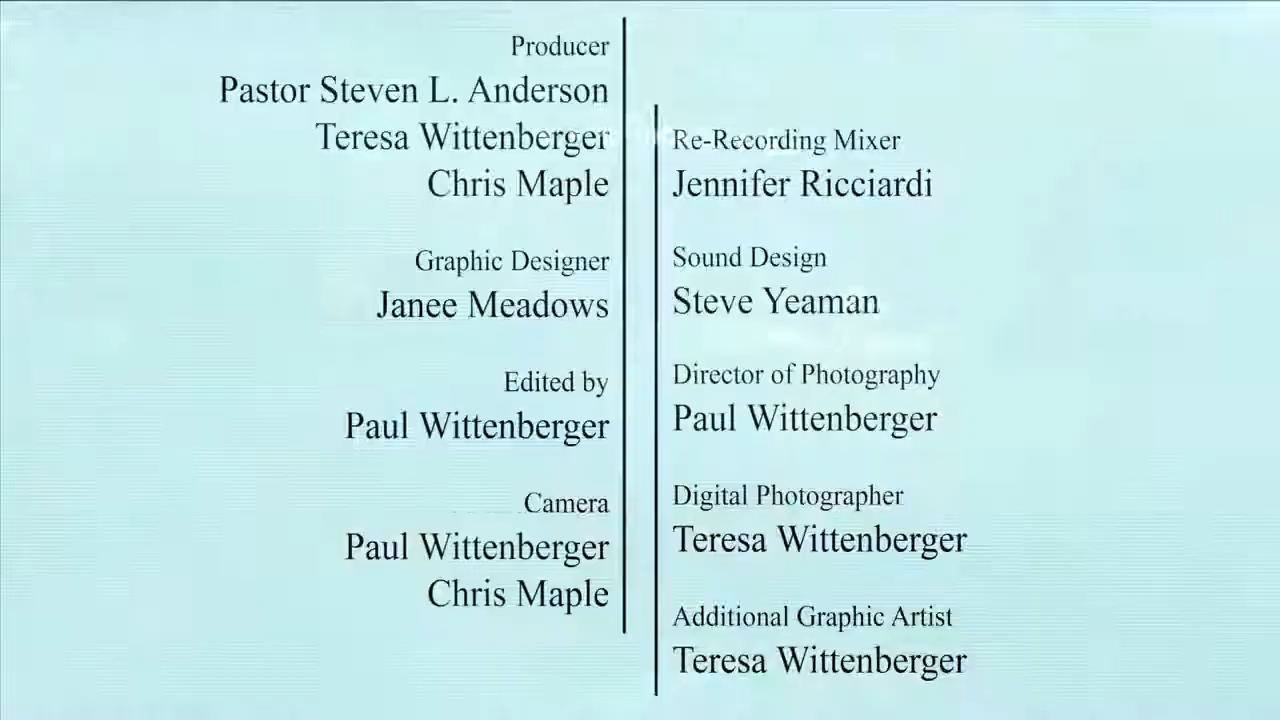 Producer
Pastor Steven L. Anderson
Teresa Wittenberger
Chris Maple
Graphic Designer
Janee Meadows
Edited by
Paul Wittenberger
Camera
Paul Wittenberger
Chris Maple
Re-Recording Mixer
Jennifer Ricciardi
Sound Design
Steve Yeaman
Director of Photography
Paul Wittenberger
Digital Photographer
Teresa Wittenberger
Additional Graphic Artist
Teresa Wittenberger